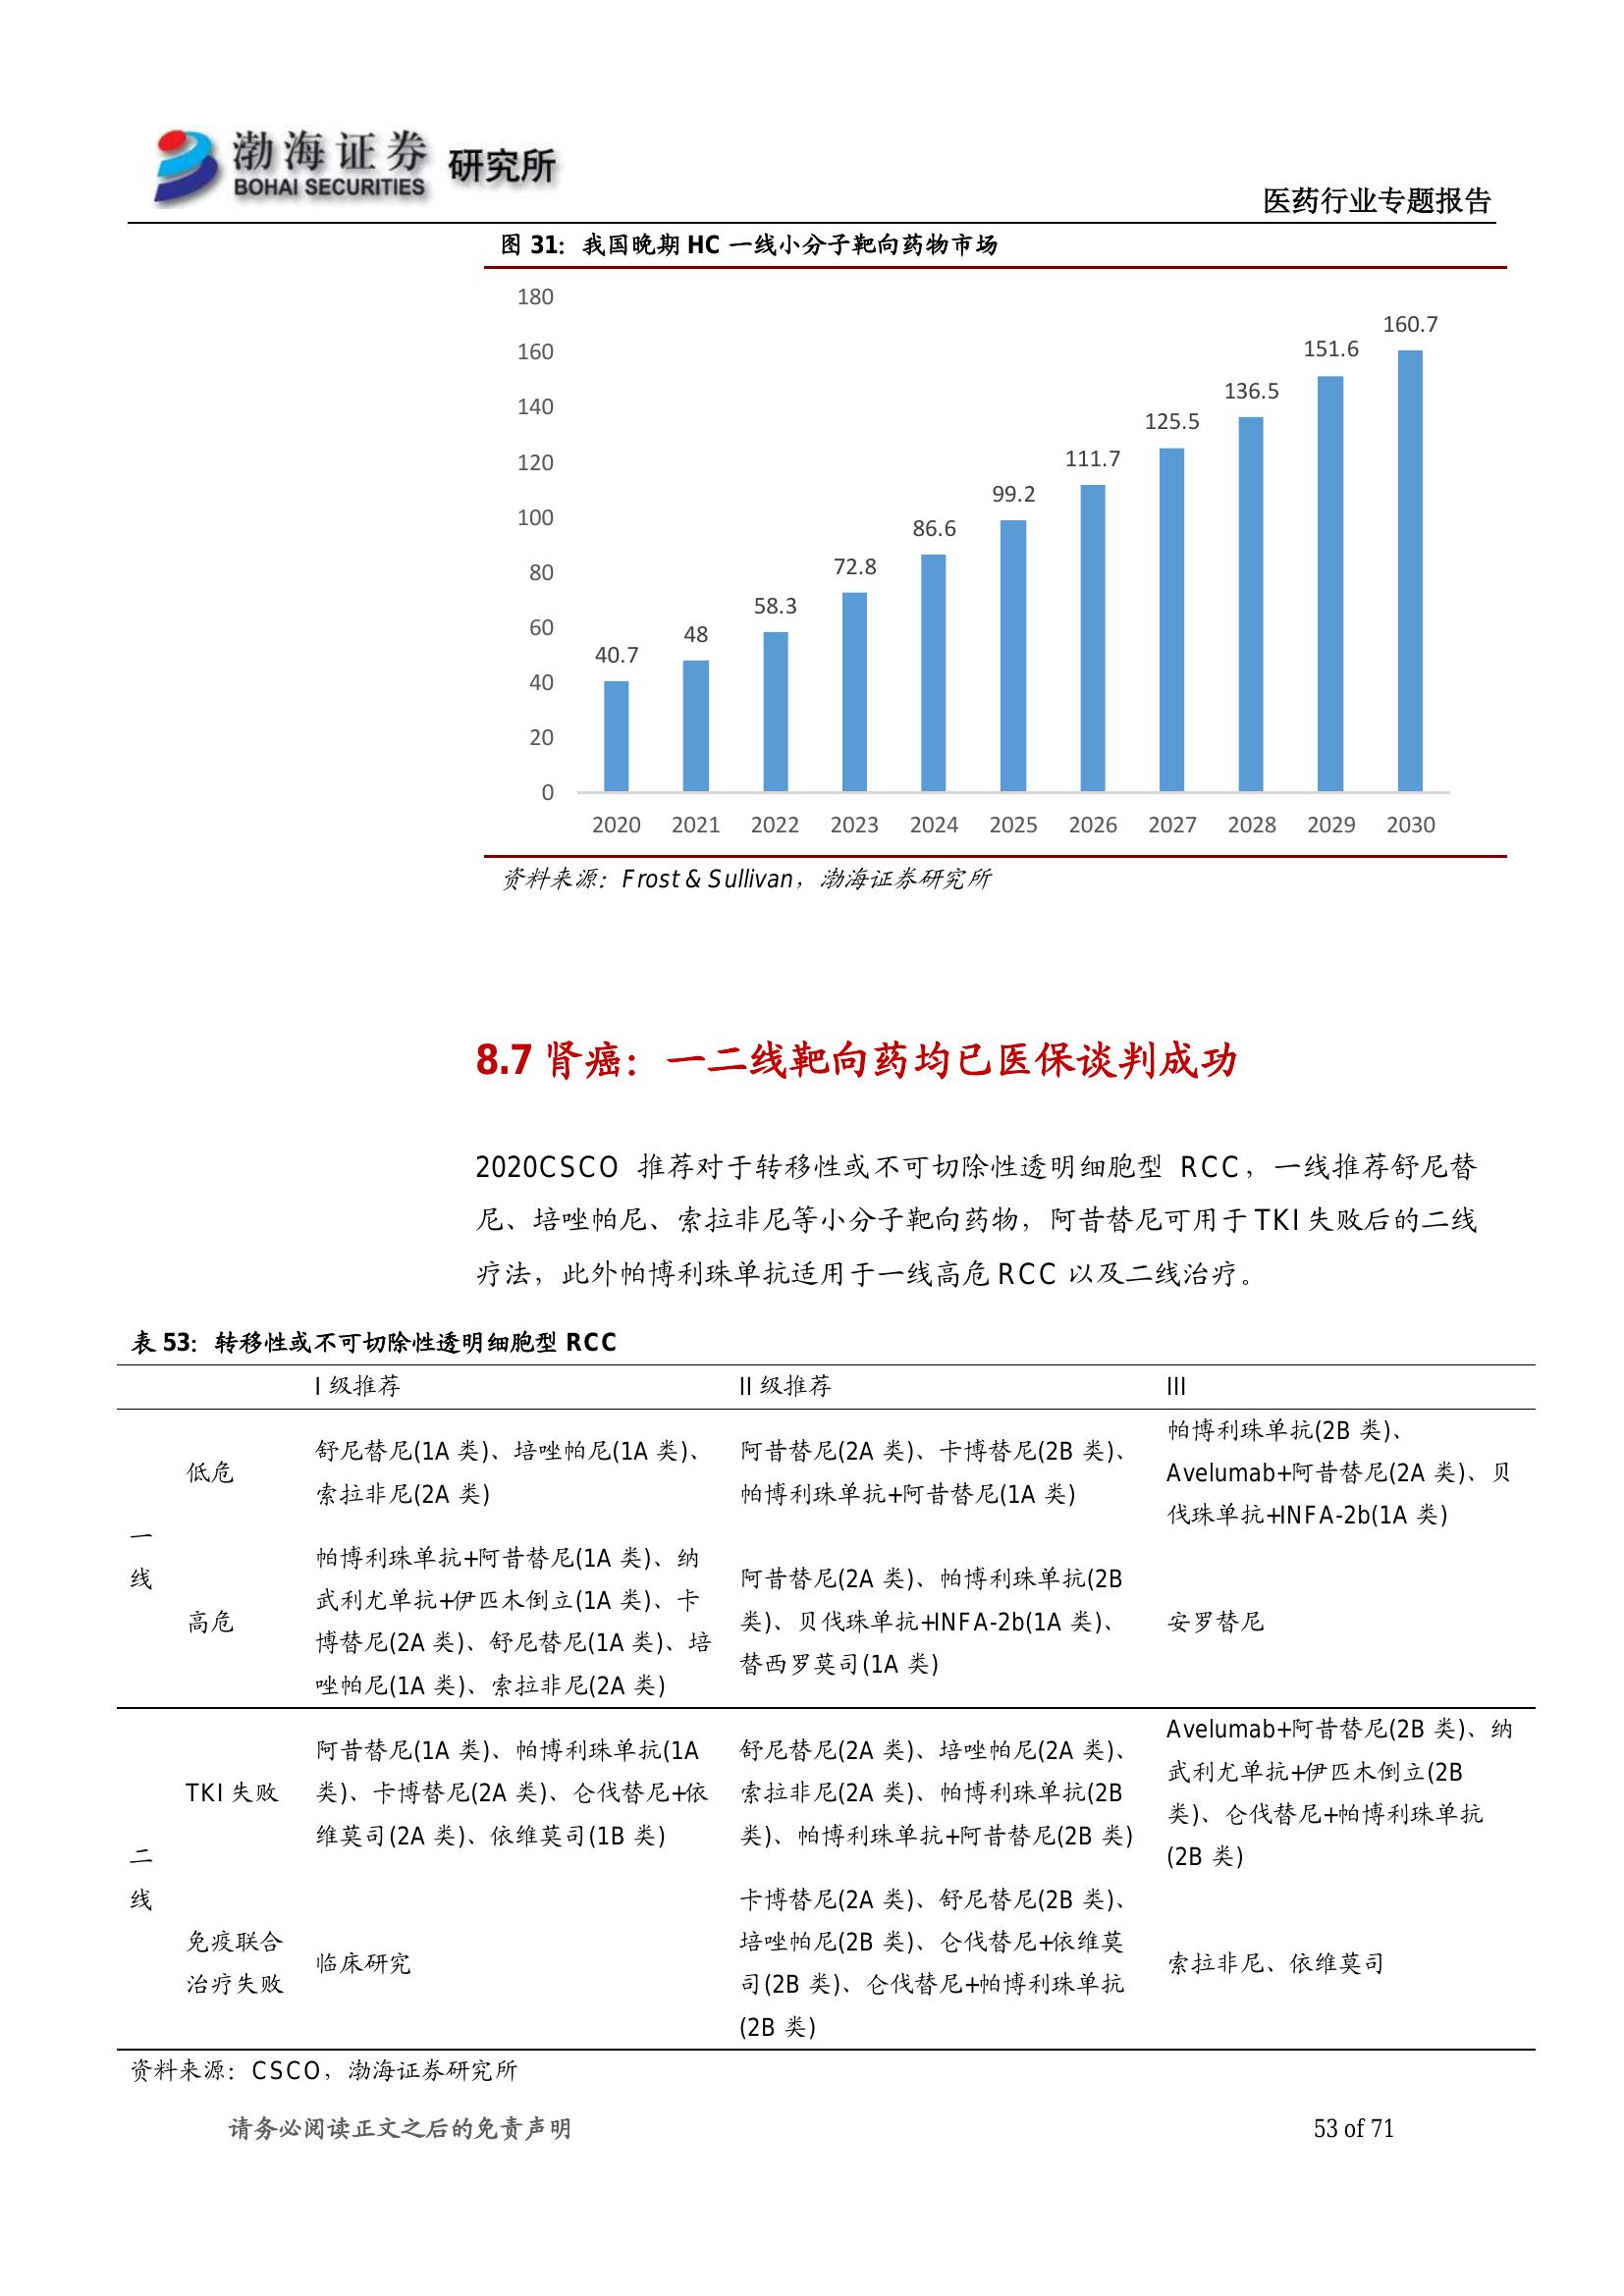 渤海证券 研究所
BOHAI SECURITIES
医药行业专题报告
图 31：我国晚期 HC 一线小分子靶向药物市场
180
160
140
120
100
80
60
40
20
0
40.7
48
58.3
72.8
86.6
99.2
111.7
125.5
136.5
151.6
160.7
2020 2021 2022 2023 2024 2025 2026 2027 2028 2029 2030
资料来源：Frost & Sullivan，渤海证券研究所
8.7 肾癌：一二线靶向药均已医保谈判成功
2020CSCO 推荐对于转移性或不可切除性透明细胞型 RCC，一线推荐舒尼替
尼、培唑帕尼、索拉非尼等小分子靶向药物，阿昔替尼可用于 TKI 失败后的二线
疗法，此外帕博利珠单抗适用于一线高危 RCC 以及二线治疗。
表 53：转移性或不可切除性透明细胞型 RCC
I 级推荐 II 级推荐 III
一
线
低危
舒尼替尼(1A 类)、培唑帕尼(1A 类)、
索拉非尼(2A 类)
阿昔替尼(2A 类)、卡博替尼(2B 类)、
帕博利珠单抗+阿昔替尼(1A 类)
帕博利珠单抗(2B 类)、
Avelumab+阿昔替尼(2A 类)、贝
伐珠单抗+INFA-2b(1A 类)
高危
帕博利珠单抗+阿昔替尼(1A 类)、纳
武利尤单抗+伊匹木倒立(1A 类)、卡
博替尼(2A 类)、舒尼替尼(1A 类)、培
唑帕尼(1A 类)、索拉非尼(2A 类)
阿昔替尼(2A 类)、帕博利珠单抗(2B
类)、贝伐珠单抗+INFA-2b(1A 类)、
替西罗莫司(1A 类)
安罗替尼
二
线
TKI 失败
阿昔替尼(1A 类)、帕博利珠单抗(1A
类)、卡博替尼(2A 类)、仑伐替尼+依
维莫司(2A 类)、依维莫司(1B 类)
舒尼替尼(2A 类)、培唑帕尼(2A 类)、
索拉非尼(2A 类)、帕博利珠单抗(2B
类)、帕博利珠单抗+阿昔替尼(2B 类)
Avelumab+阿昔替尼(2B 类)、纳
武利尤单抗+伊匹木倒立(2B
类)、仑伐替尼+帕博利珠单抗
(2B 类)
免疫联合
治疗失败
临床研究
卡博替尼(2A 类)、舒尼替尼(2B 类)、
培唑帕尼(2B 类)、仑伐替尼+依维莫
司(2B 类)、仑伐替尼+帕博利珠单抗
(2B 类)
索拉非尼、依维莫司
资料来源：CSCO，渤海证券研究所
请务必阅读正文之后的免责声明
53 of 71